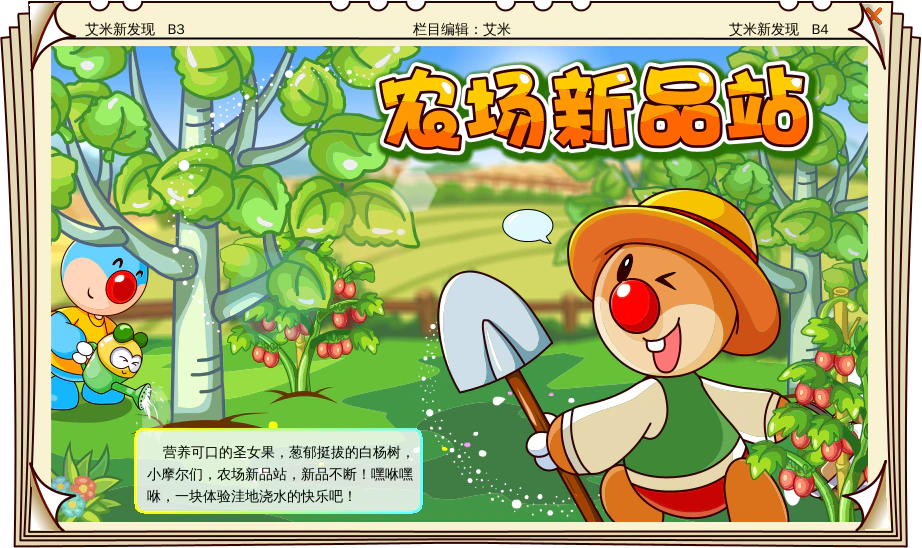 艾米新发现 B3
栏目编辑：艾米
艾米新发现 B4
农场新品站
营养可口的圣女果，葱郁挺拔的白杨树，
小摩尔们，农场新品站，新品不断！嘿咻嘿
咻，一块体验洼地浇水的快乐吧！